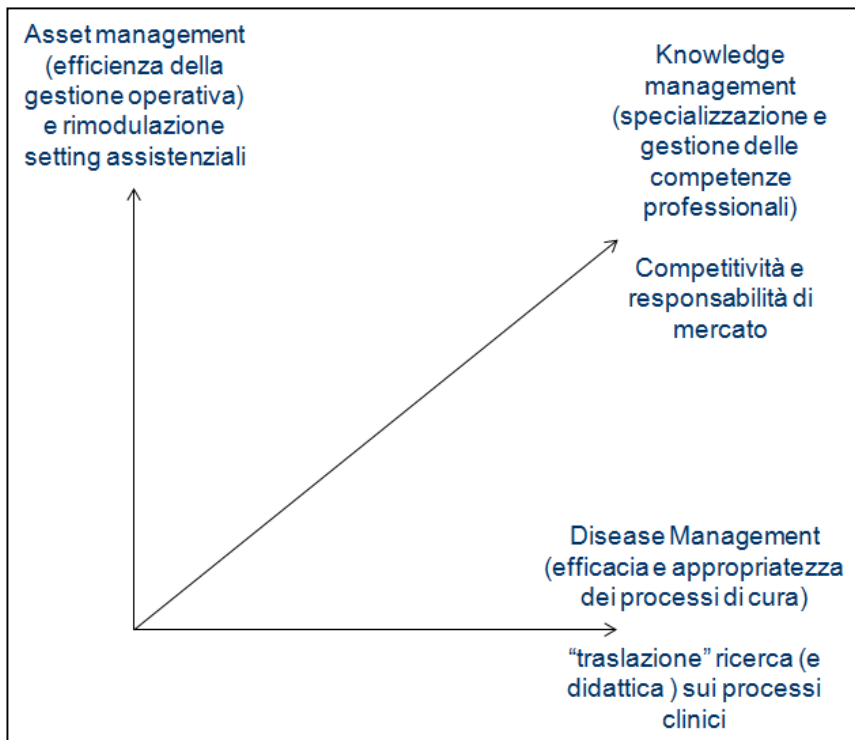 Asset management
(efficienza della
gestione operativa)
e rimodulazione
setting assistenziali
Knowledge
management
(specializzazione e
gestione delle
competenze
professionali)
Competitività e
responsabilità di
mercato
Disease Management
(efficacia e appropriatezza
dei processi di cura)
“traslazione” ricerca (e
didattica ) sui processi
clinici